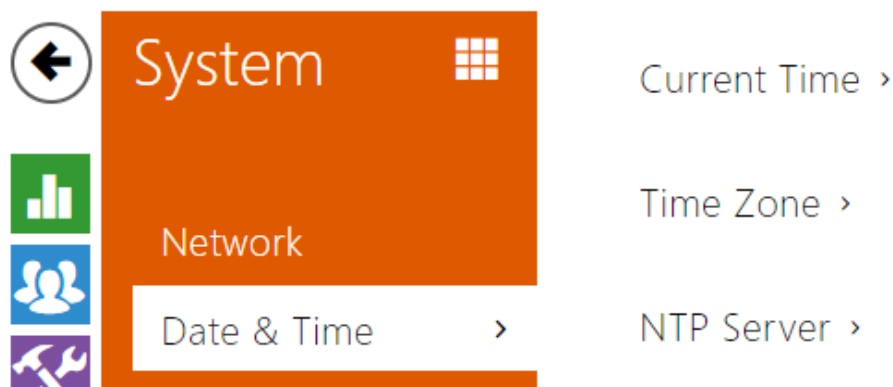 System
Network
Date & Time
Current Time
Time Zone
NTP Server